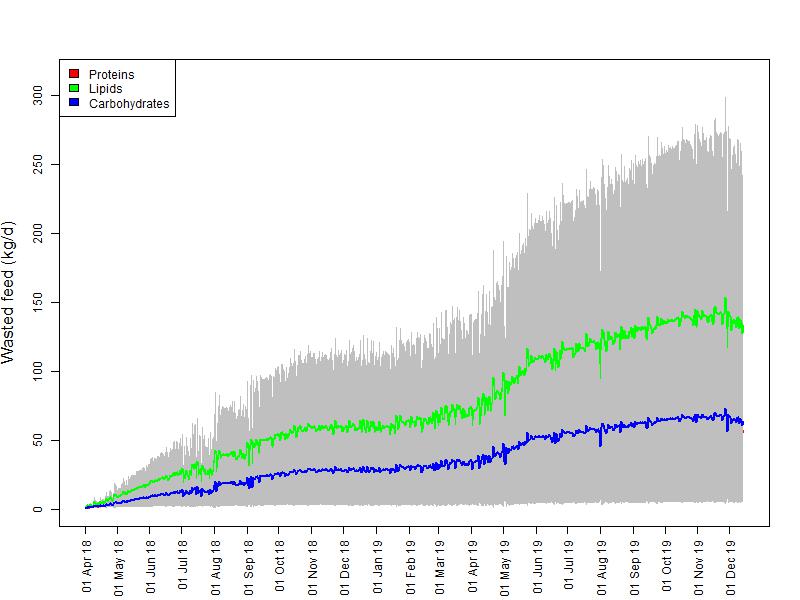 Proteins
Lipids
Carbohydrates
Wasted feed (kg/d)
300
250
200
150
100
50
0
01 Apr 18
01 May 18
01 Jun 18
01 Jul 18
01 Aug 18
01 Sep 18
01 Oct 18
01 Nov 18
01 Dec 18
01 Jan 19
01 Feb 19
01 Mar 19
01 Apr 19
01 May 19
01 Jun 19
01 Jul 19
01 Aug 19
01 Sep 19
01 Oct 19
01 Nov 19
01 Dec 19